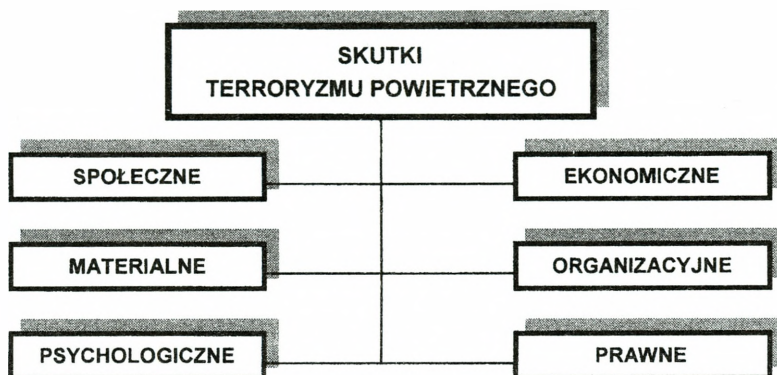 SKUTKI
TERRORYZMU POWIETRZNEGO
SPOŁECZNE
EKONOMICZNE
MATERIALNE
ORGANIZACYJNE
PSYCHOLOGICZNE
PRAWNE